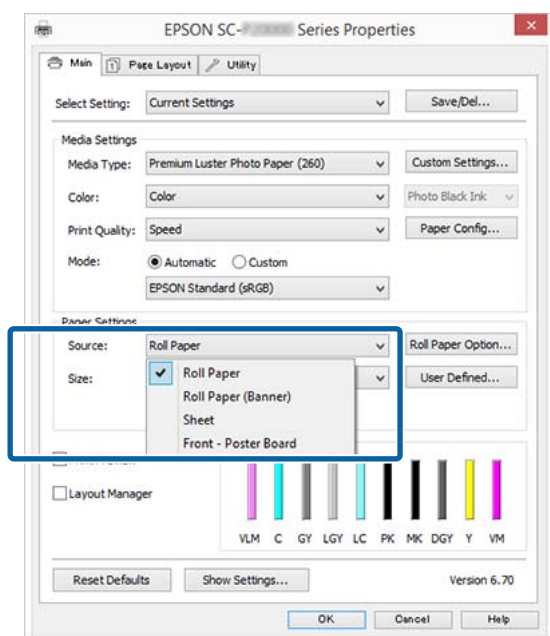 EPSON SC- Series Properties
Main Page Layout Utility
Select Setting: Current Settings Save/Del...
Media Settings
Media Type: Premium Luster Photo Paper (260) Custom Settings...
Color: Color Photo Black Ink
Print Quality: Speed Paper Config...
Mode: Automatic Custom
EPSON Standard (sRGB)
Paper Settings
Source: Roll Paper Roll Paper Option...
Size: Roll Paper User Defined...
Roll Paper (Banner)
Sheet
Front - Poster Board
Layout Manager
VLM C GY LGY LC PK MK DGY Y VM
Reset Defaults Show Settings... Version 6.70
OK Cancel Help